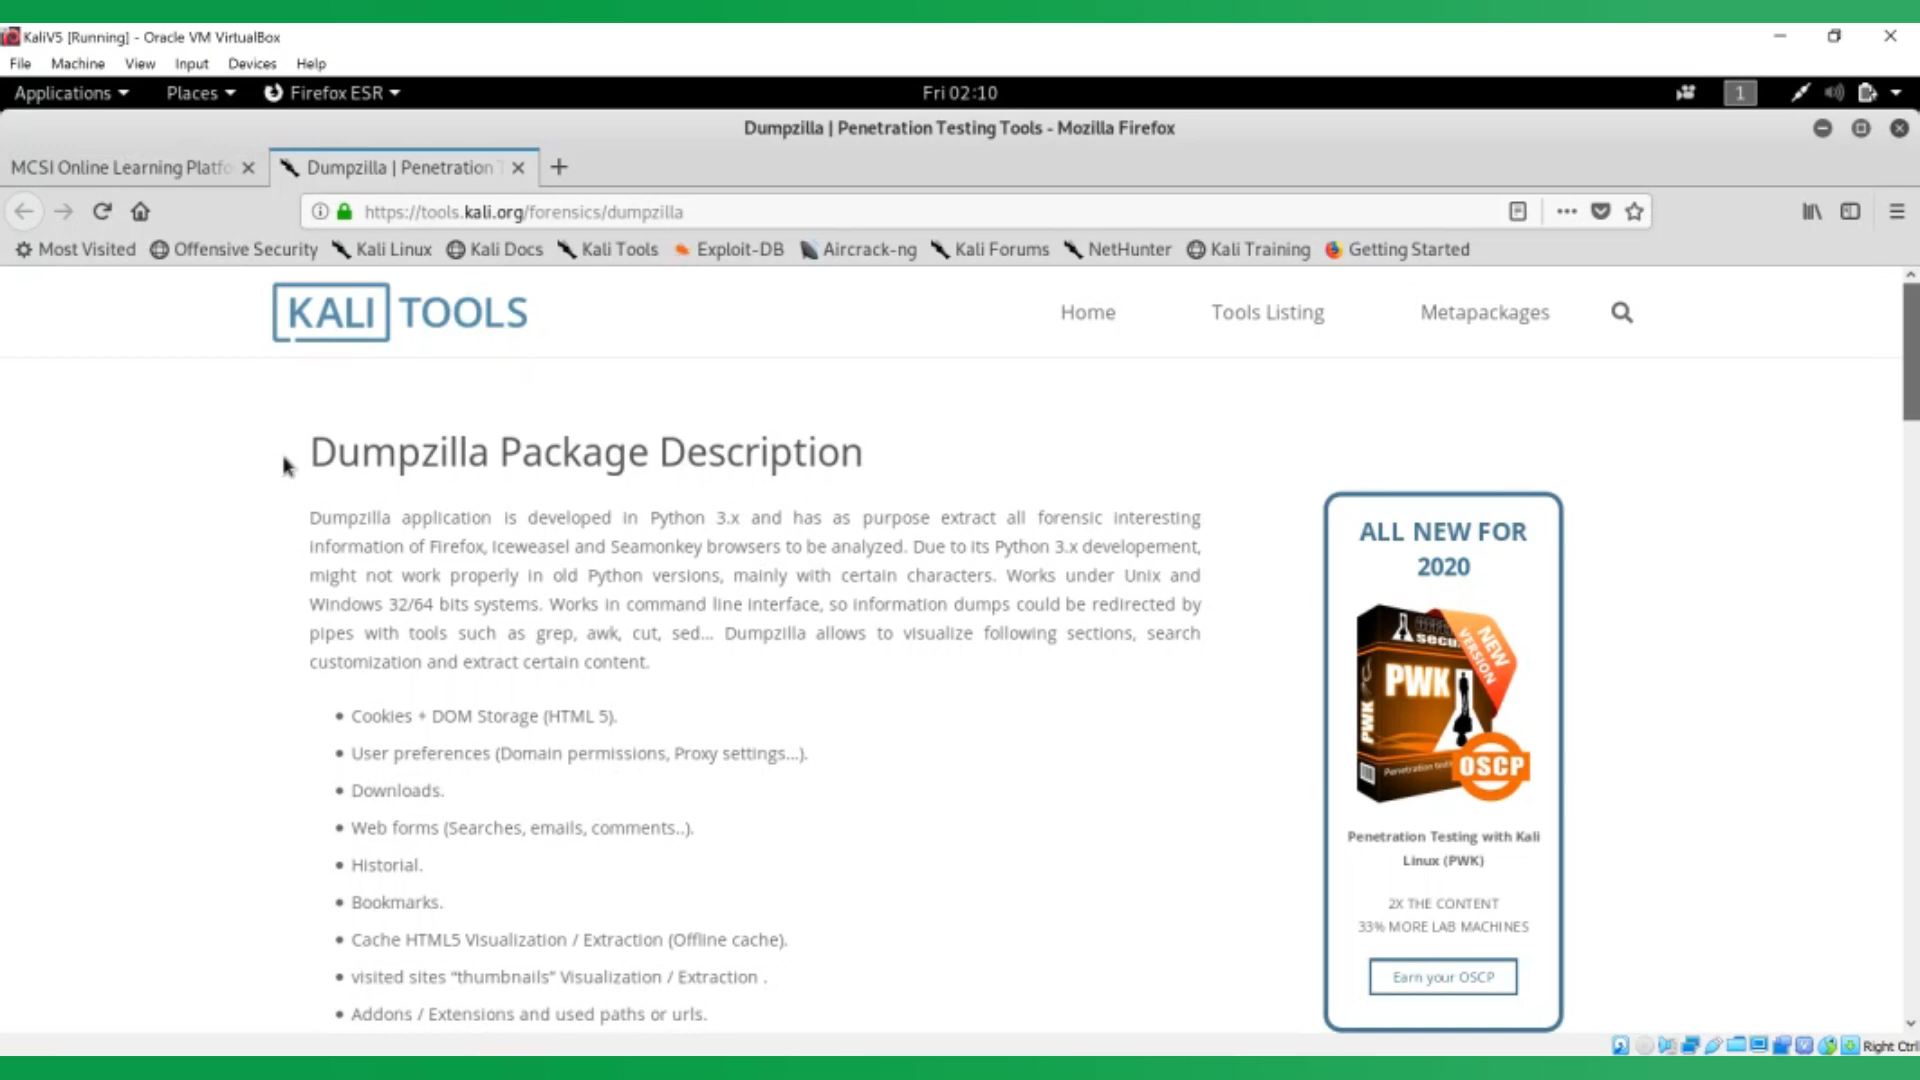 KaliV5 [Running] - Oracle VM VirtualBox
File Machine View Input Devices Help
Applications Places Firefox ESR Fri 02:10 1
Dumpzilla | Penetration Testing Tools - Mozilla Firefox
MCSI Online Learning Platfo Dumpzilla | Penetration T
https://tools.kali.org/forensics/dumpzilla
Most Visited Offensive Security Kali Linux Kali Docs Kali Tools Exploit-DB Aircrack-ng Kali Forums NetHunter Kali Training Getting Started
KALI TOOLS Home Tools Listing Metapackages
Dumpzilla Package Description
Dumpzilla application is developed in Python 3.x and has as purpose extract all forensic interesting
information of Firefox, Iceweasel and Seamonkey browsers to be analyzed. Due to its Python 3.x developement,
might not work properly in old Python versions, mainly with certain characters. Works under Unix and
Windows 32/64 bits systems. Works in command line interface, so information dumps could be redirected by
pipes with tools such as grep, awk, cut, sed... Dumpzilla allows to visualize following sections, search
customization and extract certain content.
• Cookies + DOM Storage (HTML 5).
• User preferences (Domain permissions, Proxy settings...).
• Downloads.
• Web forms (Searches, emails, comments..).
• Historial.
• Bookmarks.
• Cache HTML5 Visualization / Extraction (Offline cache).
• visited sites "thumbnails" Visualization / Extraction .
• Addons / Extensions and used paths or urls.
ALL NEW FOR
2020
NEW
VERSION
PWK
PWK
OSCP
Penetration Testing with Kali
Linux (PWK)
2X THE CONTENT
33% MORE LAB MACHINES
Earn your OSCP
Right Ctrl